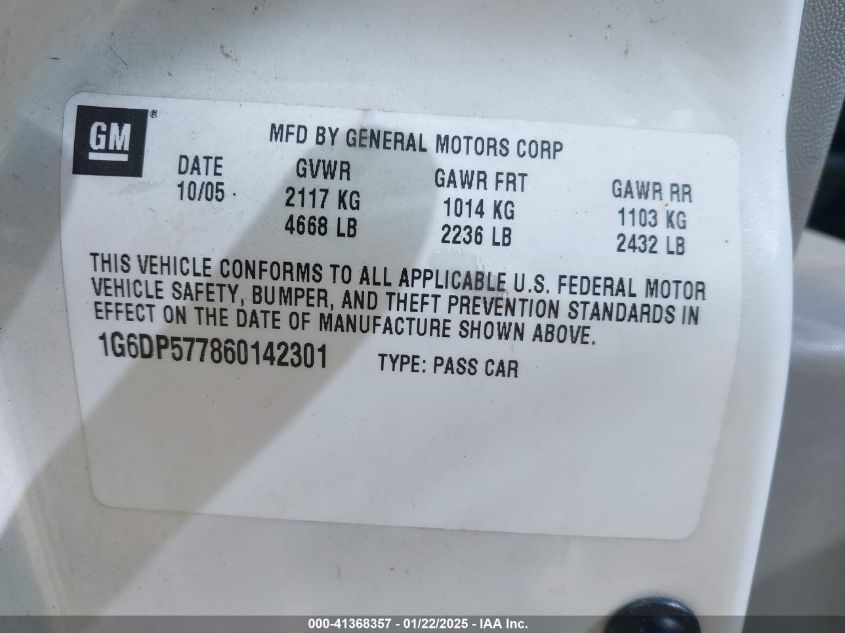 GM ®
MFD BY GENERAL MOTORS CORP
DATE GVWR GAWR FRT GAWR RR
10/05 2117 KG 1014 KG 1103 KG
4668 LB 2236 LB 2432 LB
THIS VEHICLE CONFORMS TO ALL APPLICABLE U.S. FEDERAL MOTOR
VEHICLE SAFETY, BUMPER, AND THEFT PREVENTION STANDARDS IN
EFFECT ON THE DATE OF MANUFACTURE SHOWN ABOVE.
1G6DP577860142301 TYPE: PASS CAR
000-41368357 - 01/22/2025 - IAA Inc.